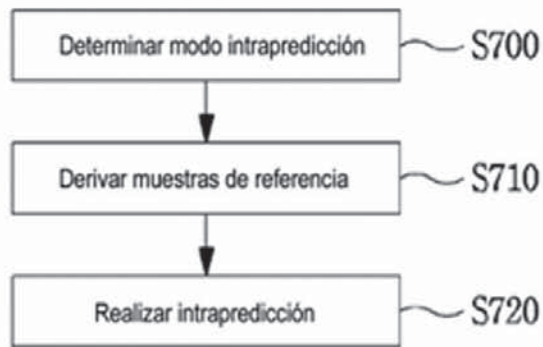 Determinar modo intrapredicción S700
Derivar muestras de referencia S710
Realizar intrapredicción S720